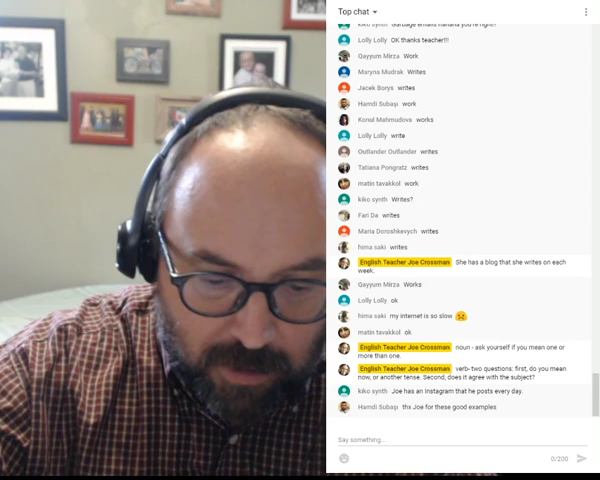 Top chat
kiko synth Garbage emails hahaha you're right!!
Lolly Lolly OK thanks teacher!!!
Qayyum Mirza Work
Maryna Mudrak Writes
Jacek Borys writes
Hamdi Subaşı work
Konul Mahmudova works
Lolly Lolly write
Outlander Outlander writes
Tatiana Pongratz writes
matin tavakkol work
kiko synth Writes?
Fari Da writes
Maria Doroshkevych writes
hima saki writes
English Teacher Joe Crossman She has a blog that she writes on each
week.
Qayyum Mirza Works
Lolly Lolly ok
hima saki my internet is so slow
matin tavakkol ok
English Teacher Joe Crossman noun - ask yourself if you mean one or
more than one.
English Teacher Joe Crossman verb- two questions: first, do you mean
now, or another tense. Second, does it agree with the subject?
kiko synth Joe has an Instagram that he posts every day.
Hamdi Subaşı thx Joe for these good examples
Say something...
0/200